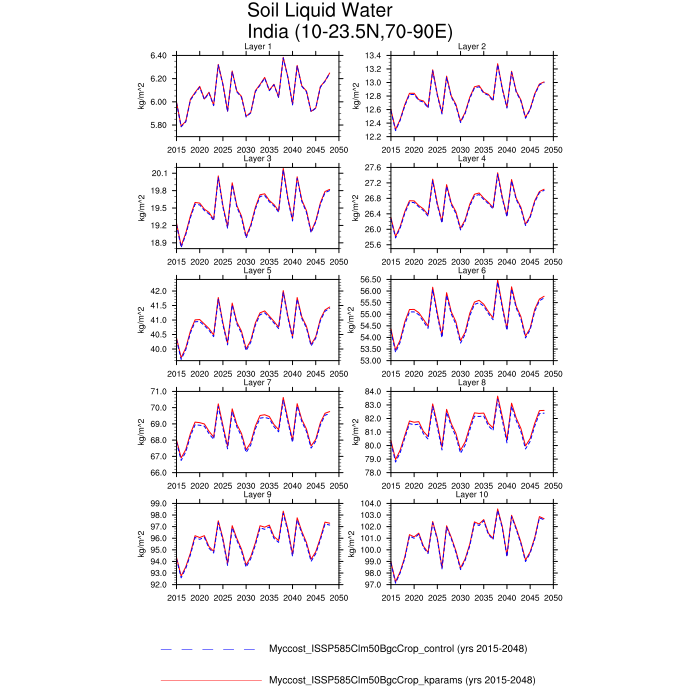 Soil Liquid Water
India (10-23.5N,70-90E)
Layer 1
kg/m^2
6.40
6.20
6.00
5.80
2015 2020 2025 2030 2035 2040 2045 2050
Layer 2
kg/m^2
13.4
13.1
12.8
12.6
12.4
12.2
2015 2020 2025 2030 2035 2040 2045 2050
Layer 3
kg/m^2
20.1
19.8
19.5
19.2
18.9
2015 2020 2025 2030 2035 2040 2045 2050
Layer 4
kg/m^2
27.6
27.2
26.8
26.4
26.0
25.6
2015 2020 2025 2030 2035 2040 2045 2050
Layer 5
kg/m^2
42.0
41.5
41.0
40.5
40.0
2015 2020 2025 2030 2035 2040 2045 2050
Layer 6
kg/m^2
56.50
56.00
55.50
55.00
54.50
54.00
53.50
53.00
2015 2020 2025 2030 2035 2040 2045 2050
Layer 7
kg/m^2
71.0
70.0
69.0
68.0
67.0
66.0
2015 2020 2025 2030 2035 2040 2045 2050
Layer 8
kg/m^2
84.0
83.0
82.0
81.0
80.0
79.0
78.0
2015 2020 2025 2030 2035 2040 2045 2050
Layer 9
kg/m^2
99.0
98.0
97.0
96.0
95.0
94.0
93.0
92.0
2015 2020 2025 2030 2035 2040 2045 2050
Layer 10
kg/m^2
104.0
103.0
102.0
101.0
100.0
99.0
98.0
97.0
2015 2020 2025 2030 2035 2040 2045 2050
Myccost_ISSP585Clm50BgcCrop_control (yrs 2015-2048)
Myccost_ISSP585Clm50BgcCrop_kparams (yrs 2015-2048)